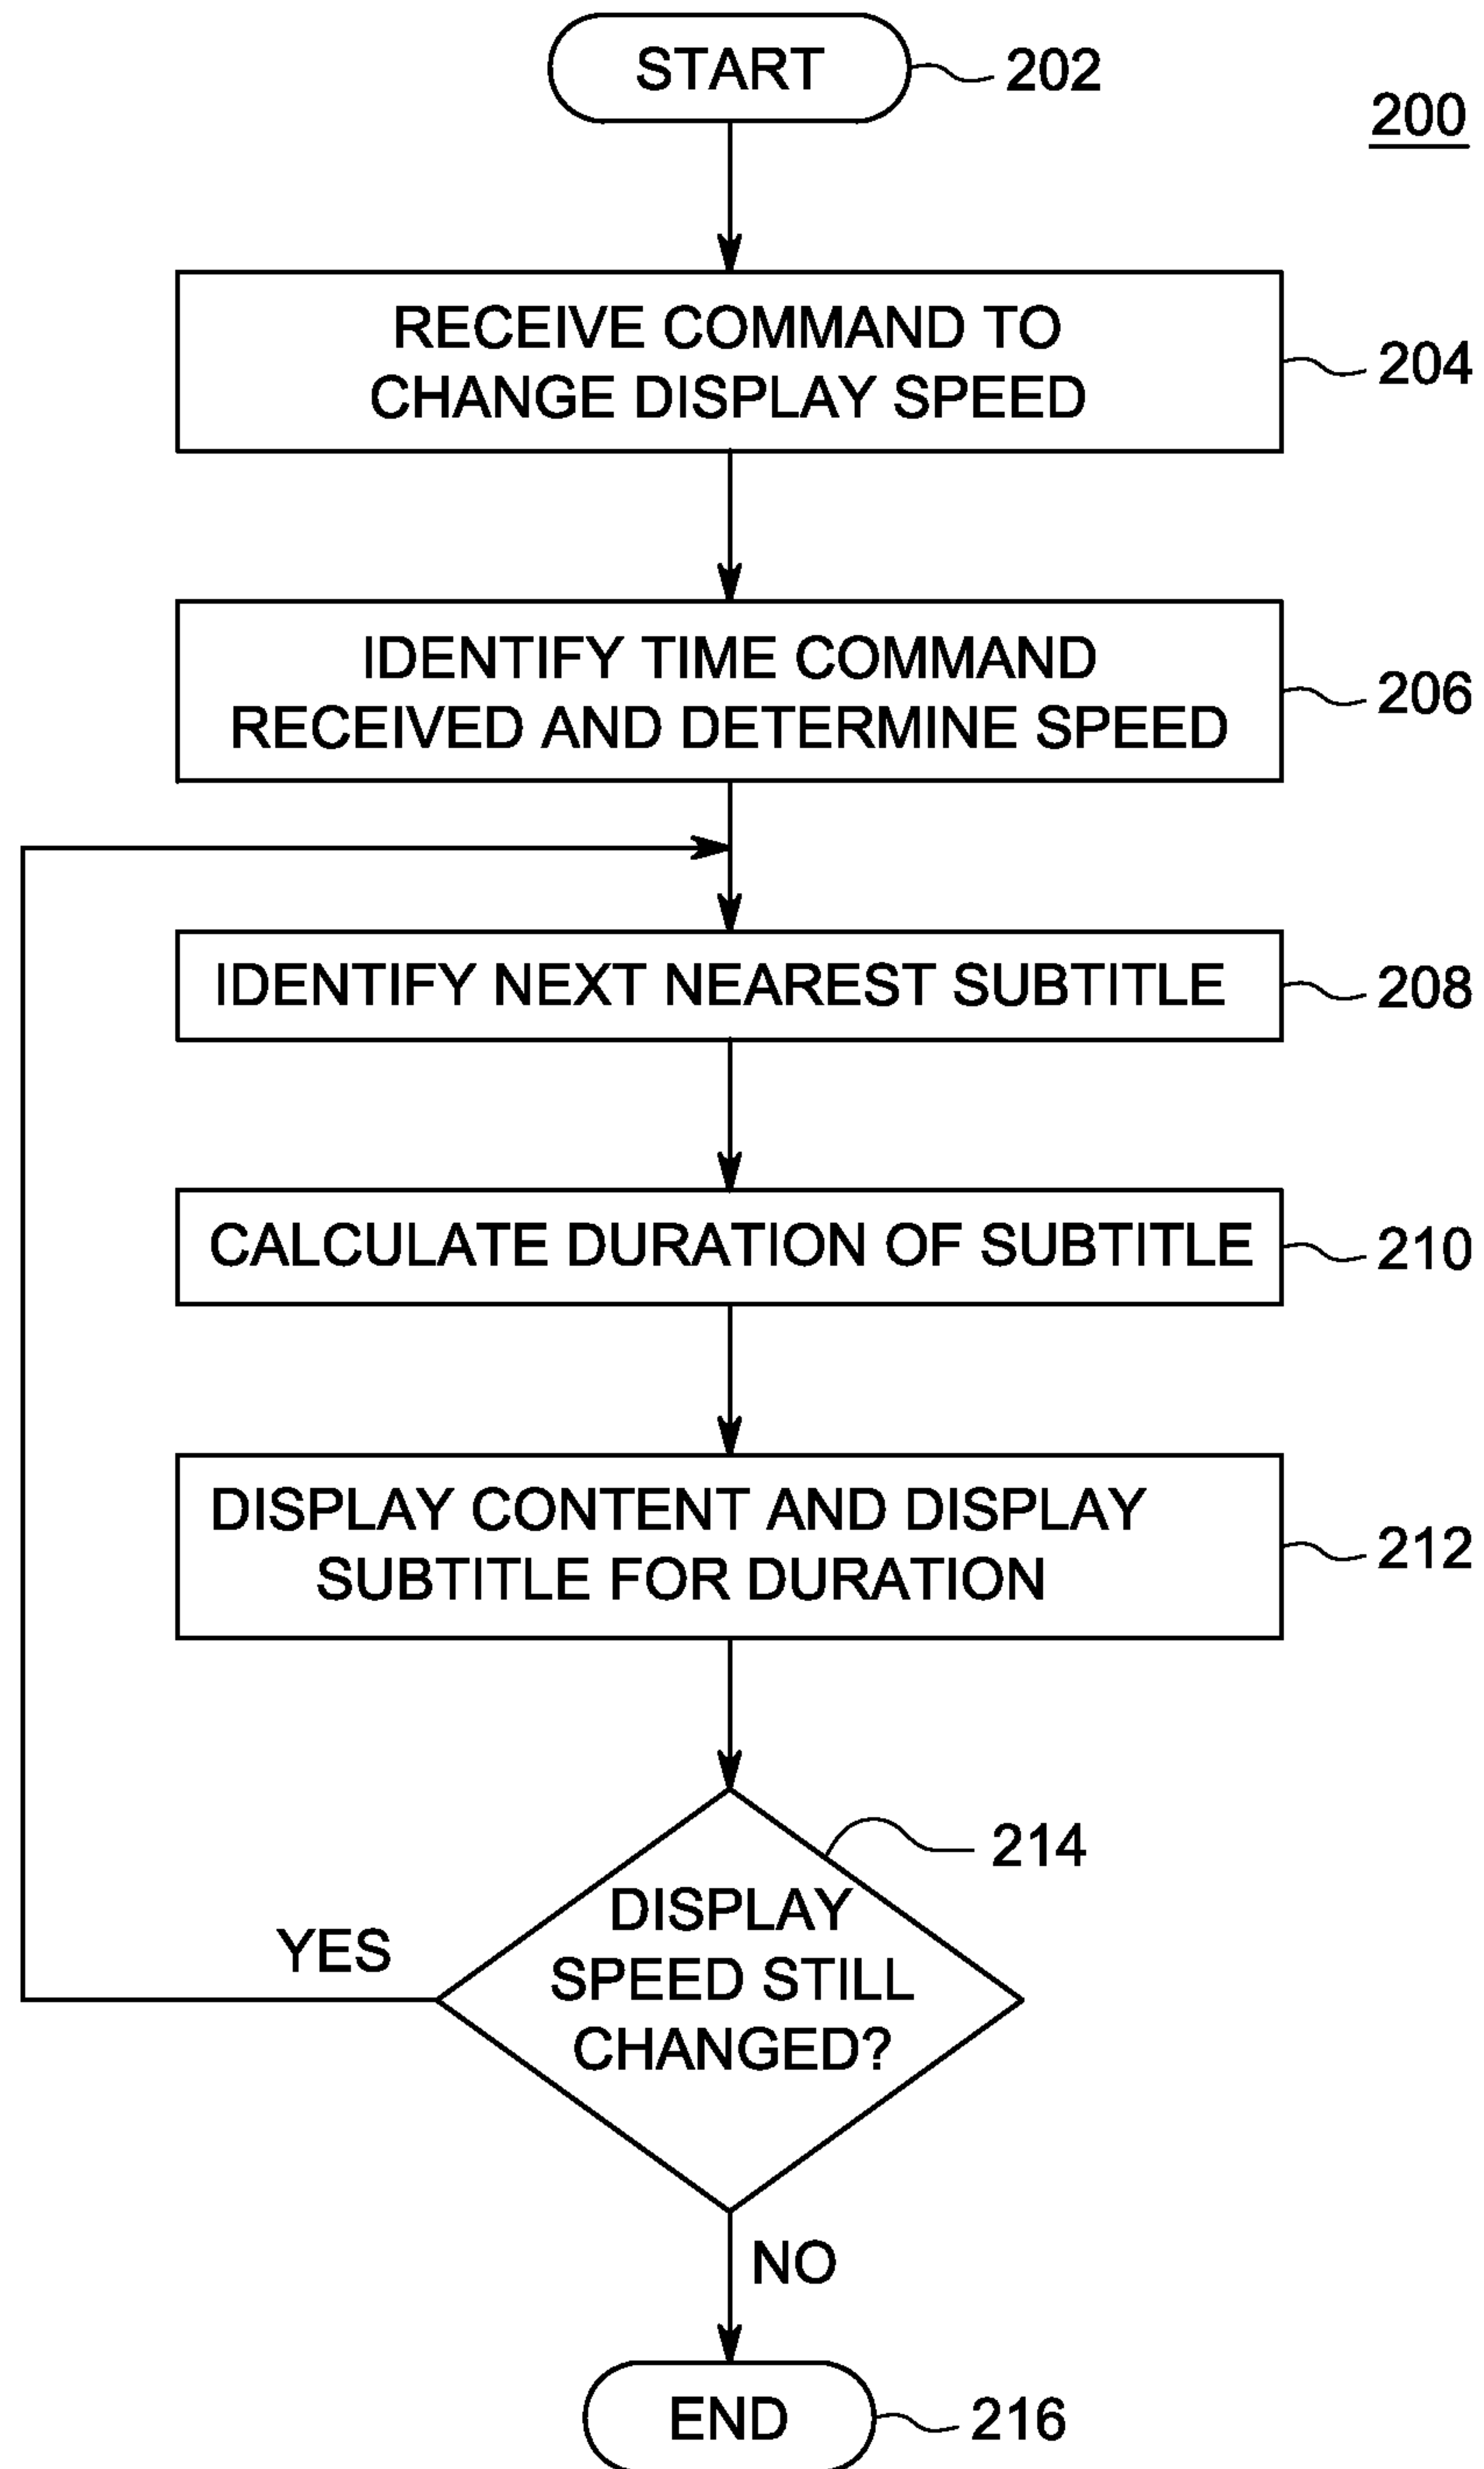 START
202
200
RECEIVE COMMAND TO
CHANGE DISPLAY SPEED
204
IDENTIFY TIME COMMAND
RECEIVED AND DETERMINE SPEED
206
IDENTIFY NEXT NEAREST SUBTITLE
208
CALCULATE DURATION OF SUBTITLE
210
DISPLAY CONTENT AND DISPLAY
SUBTITLE FOR DURATION
212
214
DISPLAY
SPEED STILL
CHANGED?
YES
NO
END
216